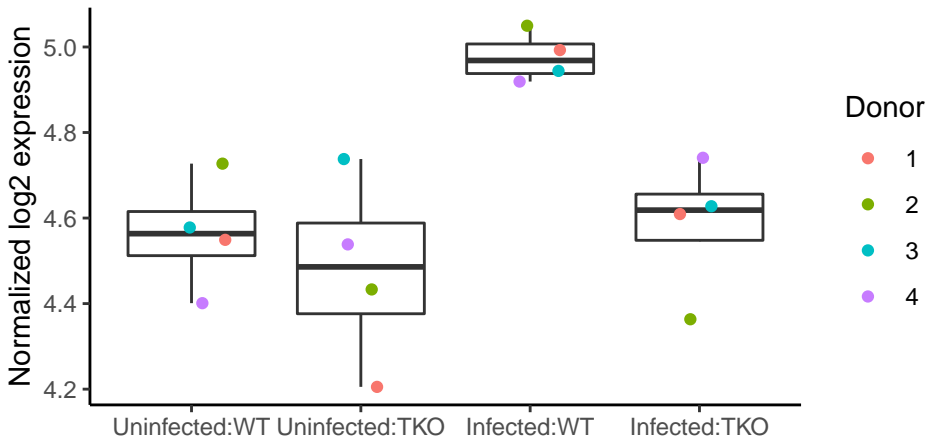 Normalized log2 expression
5.0
4.8
4.6
4.4
4.2
Uninfected:WT
Uninfected:TKO
Infected:WT
Infected:TKO
Donor
1
2
3
4